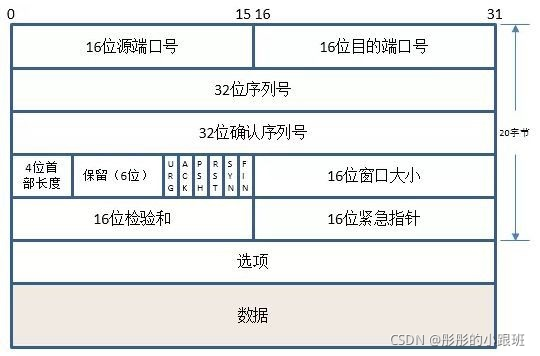 0 15 16 31
16位源端口号 16位目的端口号
32位序列号
32位确认序列号
20字节
4位首部长度 保留（6位） URG ACK PSH RST SYN FIN 16位窗口大小
16位检验和 16位紧急指针
选项
数据
CSDN @彤彤的小跟班